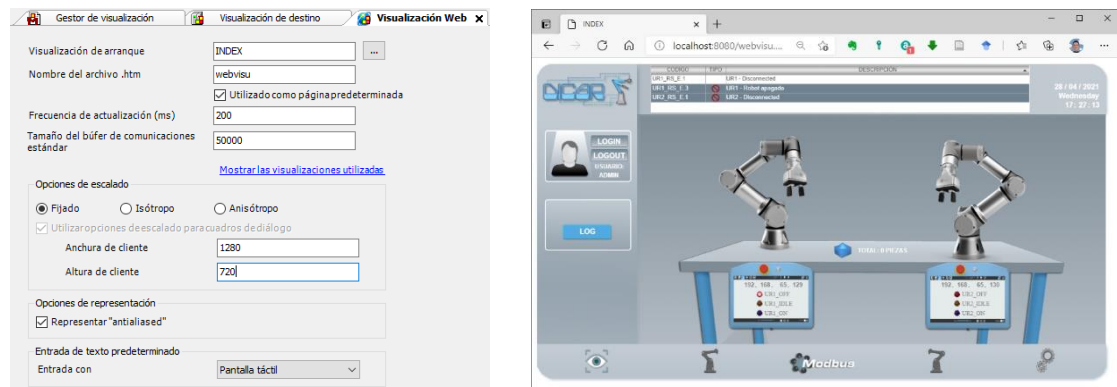 Gestor de visualización
Visualización de destino
Visualización Web
Visualización de arranque
INDEX
...
Nombre del archivo .htm
webvisu
Utilizado como página predeterminada
Frecuencia de actualización (ms)
200
Tamaño del búfer de comunicaciones
estándar
50000
Mostrar las visualizaciones utilizadas
Opciones de escalado
Fijado
Isótropo
Anisótropo
Utilizar opciones de escalado para cuadros de diálogo
Anchura de cliente
1280
Altura de cliente
720
Opciones de representación
Representar "antialiased"
Entrada de texto predeterminado
Entrada con
Pantalla táctil
INDEX
localhost:8080/webvisu....
CODIGO
TIPO
DESCRIPCIÓN
UR1_RS_E.1
UR1 - Disconnected
UR1_RS_E.3
UR1 - Robot apagado
UR2_RS_E.1
UR2 - Disconnected
28 / 04 / 2021
Wednesday
17 : 27 : 13
LOGIN
LOGOUT
USUARIO:
ADMIN
LOG
TOTAL: 0 PIEZAS
192. 168. 65. 129
UR1_OFF
UR1_IDLE
UR1_ON
192. 168. 65. 130
UR2_OFF
UR2_IDLE
UR2_ON
Modbus